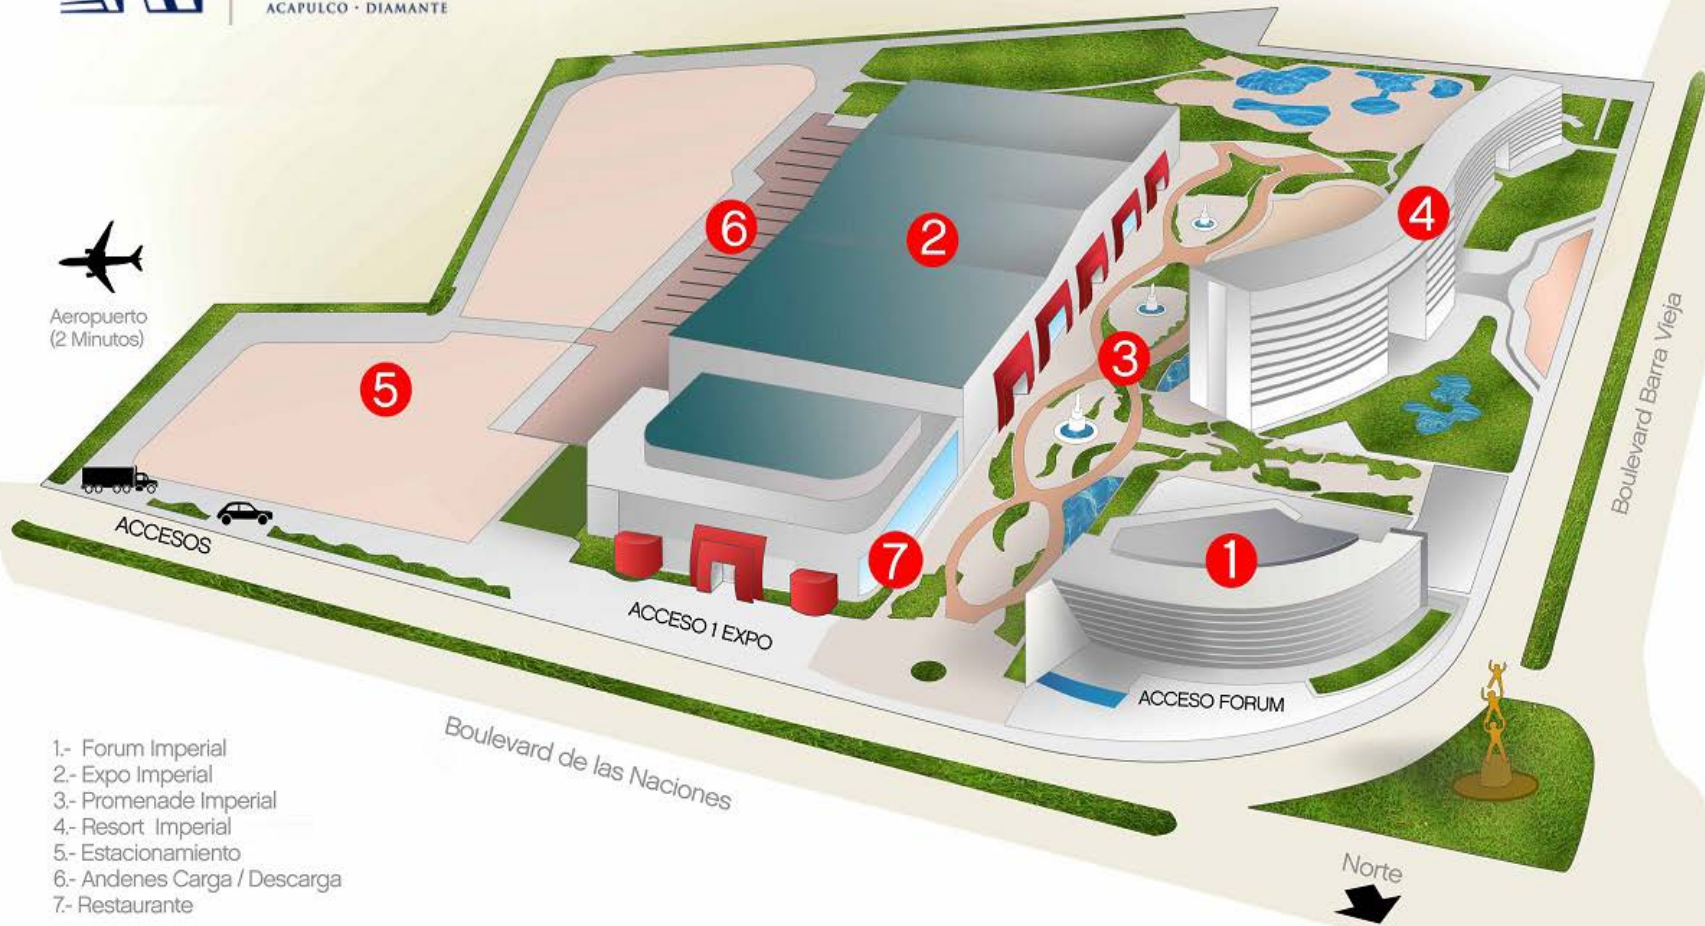 ACAPULCO · DIAMANTE
6
2
4
Aeropuerto
(2 Minutos)
3
5
Boulevard Barra Vieja
ACCESOS
7
1
ACCESO 1 EXPO
ACCESO FORUM
Boulevard de las Naciones
1.- Forum Imperial
2.- Expo Imperial
3.- Promenade Imperial
4.- Resort Imperial
5.- Estacionamiento
6.- Andenes Carga / Descarga
7.- Restaurante
Norte